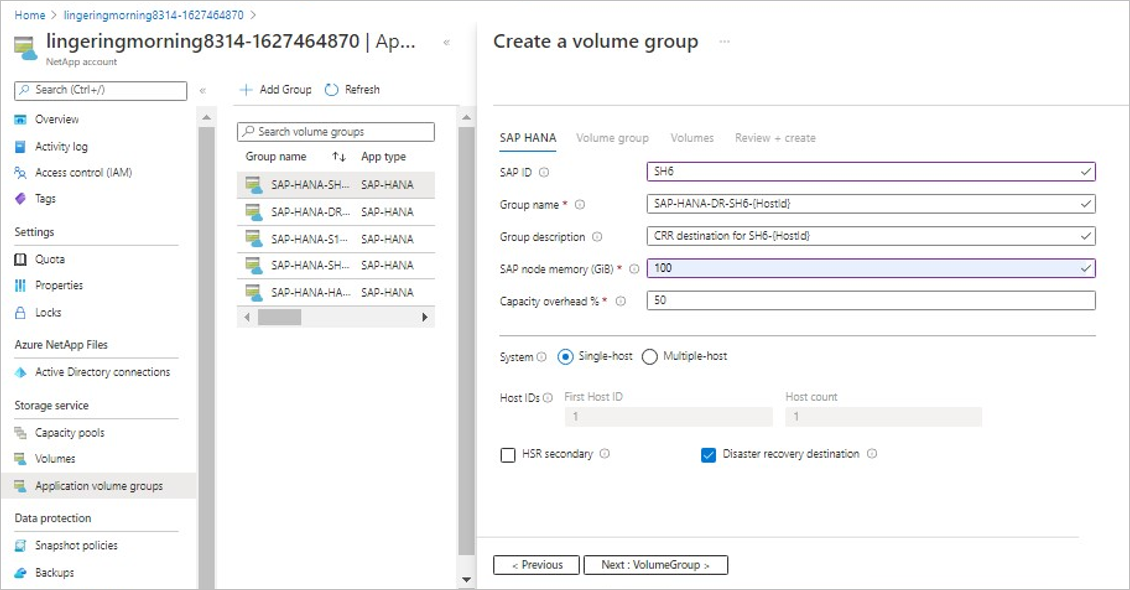 Home > lingeringmorning8314-1627464870 >
lingeringmorning8314-1627464870 | Ap...
NetApp account
Search (Ctrl+/)
Overview
Activity log
Access control (IAM)
Tags
Settings
Quota
Properties
Locks
Azure NetApp Files
Active Directory connections
Storage service
Capacity pools
Volumes
Application volume groups
Data protection
Snapshot policies
Backups
Add Group Refresh
Search volume groups
Group name App type
SAP-HANA-SH... SAP-HANA
SAP-HANA-DR... SAP-HANA
SAP-HANA-S1... SAP-HANA
SAP-HANA-SH... SAP-HANA
SAP-HANA-HA... SAP-HANA
Create a volume group ...
SAP HANA Volume group Volumes Review + create
SAP ID SH6
Group name * SAP-HANA-DR-SH6-{HostId}
Group description CRR destination for SH6-{HostId}
SAP node memory (GiB) * 100
Capacity overhead % * 50
System Single-host Multiple-host
Host IDs First Host ID Host count
1 1
HSR secondary Disaster recovery destination
< Previous Next : VolumeGroup >